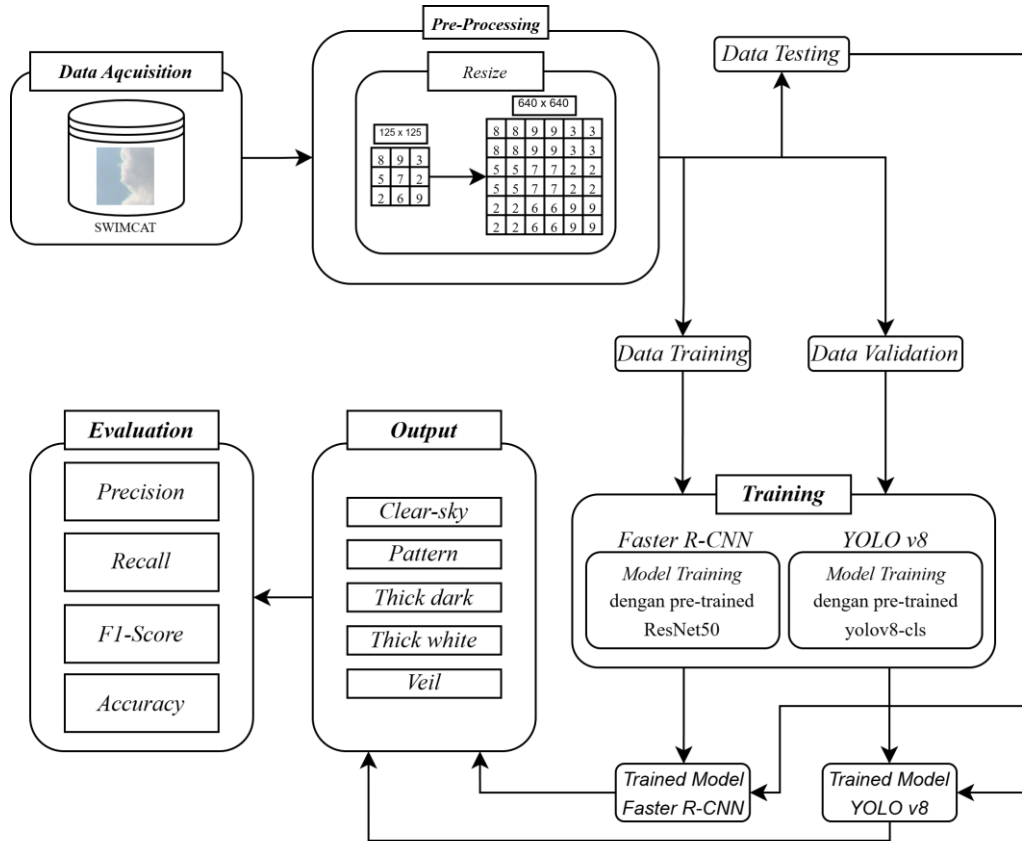 Data Aqcuisition
SWIMCAT
Pre-Processing
Resize
125 x 125
8 9 3
5 7 2
2 6 9
640 x 640
8 8 9 9 3 3
8 8 9 9 3 3
5 5 7 7 2 2
5 5 7 7 2 2
2 2 6 6 9 9
2 2 6 6 9 9
Data Testing
Data Training
Data Validation
Training
Faster R-CNN
Model Training
dengan pre-trained
ResNet50
YOLO v8
Model Training
dengan pre-trained
yolov8-cls
Trained Model
Faster R-CNN
Trained Model
YOLO v8
Output
Clear-sky
Pattern
Thick dark
Thick white
Veil
Evaluation
Precision
Recall
F1-Score
Accuracy